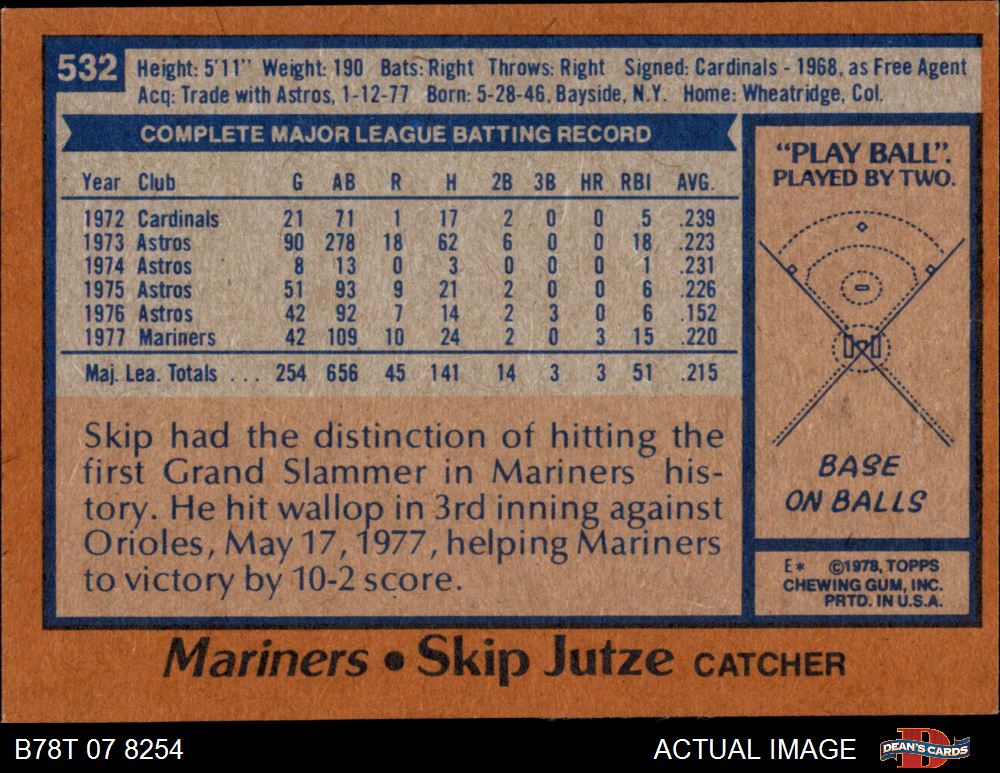 532
Height: 5'11" Weight: 190 Bats: Right Throws: Right Signed: Cardinals - 1968, as Free Agent
Acq: Trade with Astros, 1-12-77 Born: 5-28-46, Bayside, N.Y. Home: Wheatridge, Col.
COMPLETE MAJOR LEAGUE BATTING RECORD
Year Club G AB R H 2B 3B HR RBI AVG.
1972 Cardinals 21 71 1 17 2 0 0 5 .239
1973 Astros 90 278 18 62 6 0 0 18 .223
1974 Astros 8 13 0 3 0 0 0 1 .231
1975 Astros 51 93 9 21 2 0 0 6 .226
1976 Astros 42 92 7 14 2 3 0 6 .152
1977 Mariners 42 109 10 24 2 0 3 15 .220
Maj. Lea. Totals ... 254 656 45 141 14 3 3 51 .215
Skip had the distinction of hitting the
first Grand Slammer in Mariners his-
tory. He hit wallop in 3rd inning against
Orioles, May 17, 1977, helping Mariners
to victory by 10-2 score.
"PLAY BALL".
PLAYED BY TWO.
BASE
ON BALLS
E* ©1978, TOPPS
CHEWING GUM, INC.
PRTD. IN U.S.A.
Mariners • Skip Jutze CATCHER
B78T 07 8254
ACTUAL IMAGE
DEAN'S CARDS